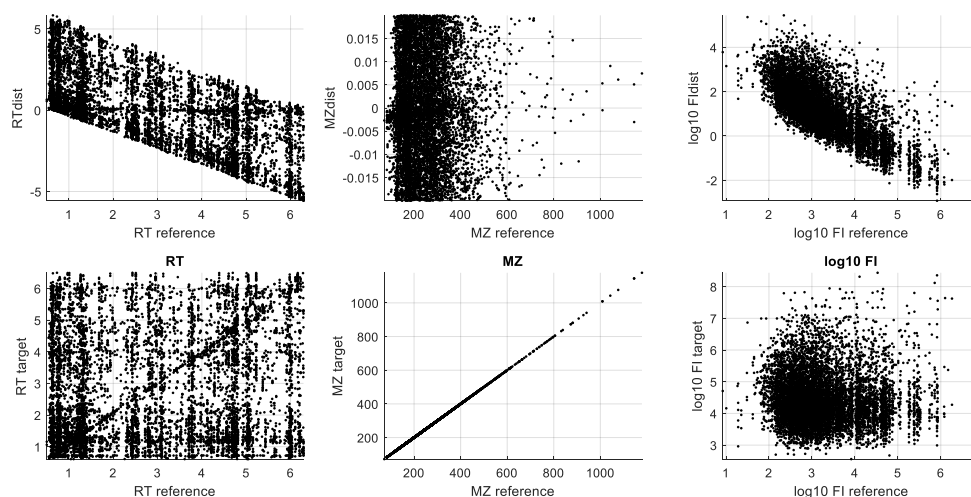 5
0
-5
RTdist
1 2 3 4 5 6
RT reference
0.015
0.01
0.005
0
-0.005
-0.01
-0.015
MZdist
200 400 600 800 1000
MZ reference
4
2
0
-2
log10 FIdist
1 2 3 4 5 6
log10 FI reference
RT
6
5
4
3
2
1
RT target
1 2 3 4 5 6
RT reference
MZ
1000
800
600
400
200
MZ target
200 400 600 800 1000
MZ reference
log10 FI
8
7
6
5
4
3
log10 FI target
1 2 3 4 5 6
log10 FI reference